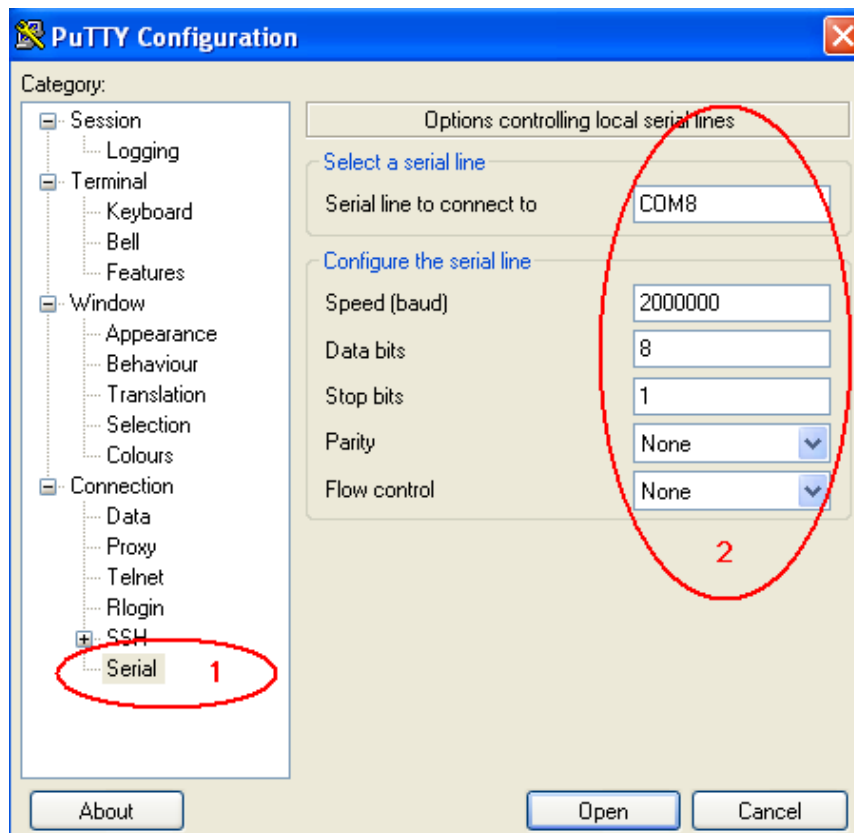 PuTTY Configuration
Category:
Session
Logging
Terminal
Keyboard
Bell
Features
Window
Appearance
Behaviour
Translation
Selection
Colours
Connection
Data
Proxy
Telnet
Rlogin
SSH
Serial
1
Options controlling local serial lines
Select a serial line
Serial line to connect to COM8
Configure the serial line
Speed (baud) 2000000
Data bits 8
Stop bits 1
Parity None
Flow control None
2
About
Open
Cancel